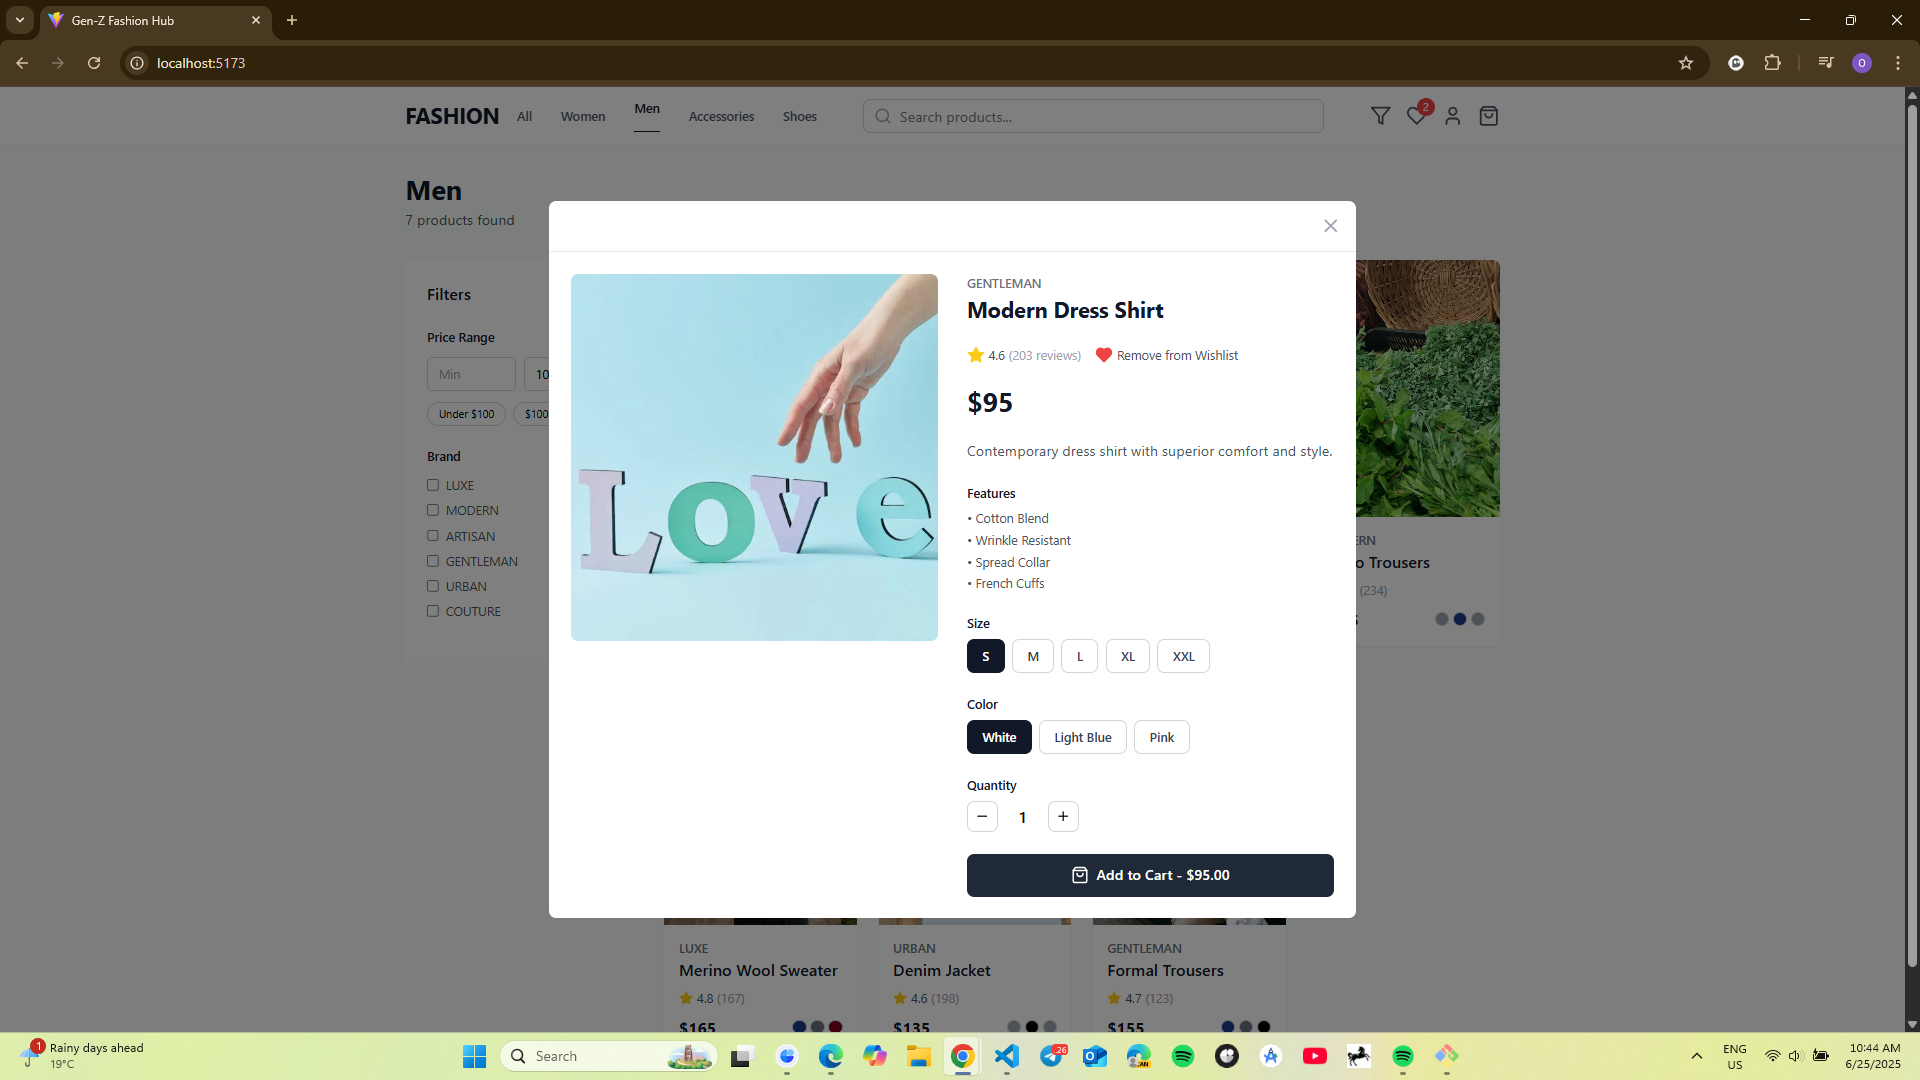 Gen-Z Fashion Hub
localhost:5173
O
FASHION
All
Women
Men
Accessories
Shoes
Search products...
2
Men
7 products found
Filters
Price Range
Min
10
Under $100
$100
Brand
LUXE
MODERN
ARTISAN
GENTLEMAN
URBAN
COUTURE
Love
GENTLEMAN
Modern Dress Shirt
4.6 (203 reviews)
Remove from Wishlist
$95
Contemporary dress shirt with superior comfort and style.
Features
• Cotton Blend
• Wrinkle Resistant
• Spread Collar
• French Cuffs
Size
S
M
L
XL
XXL
Color
White
Light Blue
Pink
Quantity
1
Add to Cart - $95.00
ERN
o Trousers
(234)
LUXE
Merino Wool Sweater
4.8 (167)
$165
URBAN
Denim Jacket
4.6 (198)
$135
GENTLEMAN
Formal Trousers
4.7 (123)
$155
1
Rainy days ahead
19°C
Search
26
CAN
ENG
US
10:44 AM
6/25/2025